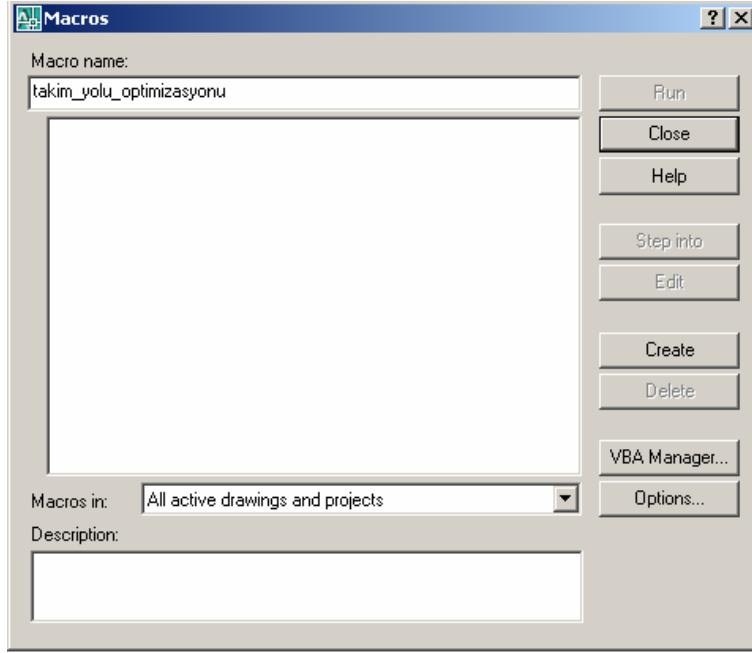 Macros
Macro name:
takim_yolu_optimizasyonu
Run
Close
Help
Step into
Edit
Create
Delete
VBA Manager...
Macros in:
All active drawings and projects
Options...
Description: